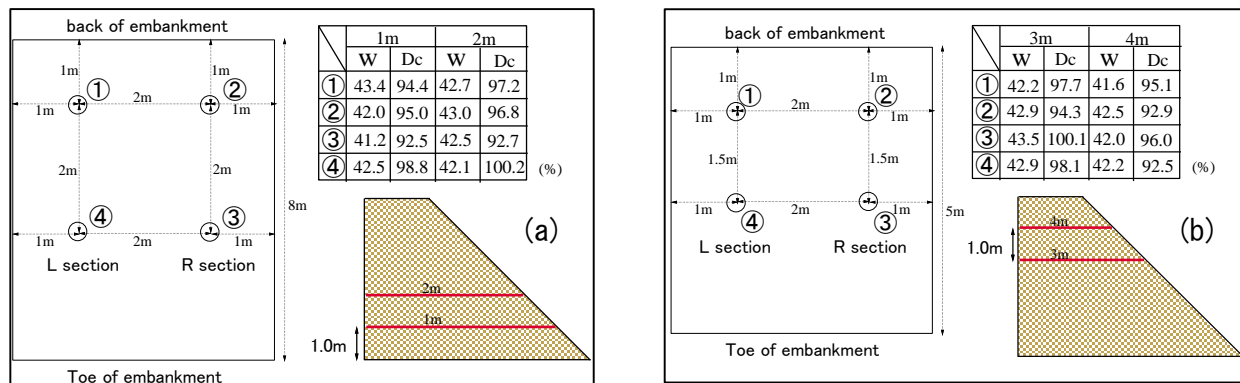 back of embankment
1m
1m
①
②
1m
2m
1m
2m
2m
④
③
1m
2m
1m
L section
R section
8m
Toe of embankment
1m 2m
W Dc W Dc
① 43.4 94.4 42.7 97.2
② 42.0 95.0 43.0 96.8
③ 41.2 92.5 42.5 92.7
④ 42.5 98.8 42.1 100.2 (%)
(a)
2m
1m
1.0m
back of embankment
1m
1m
①
②
1m
2m
1m
1.5m
1.5m
1m
2m
1m
④
③
L section
R section
5m
Toe of embankment
3m 4m
W Dc W Dc
① 42.2 97.7 41.6 95.1
② 42.9 94.3 42.5 92.9
③ 43.5 100.1 42.0 96.0
④ 42.9 98.1 42.2 92.5 (%)
4m
(b)
1.0m
3m